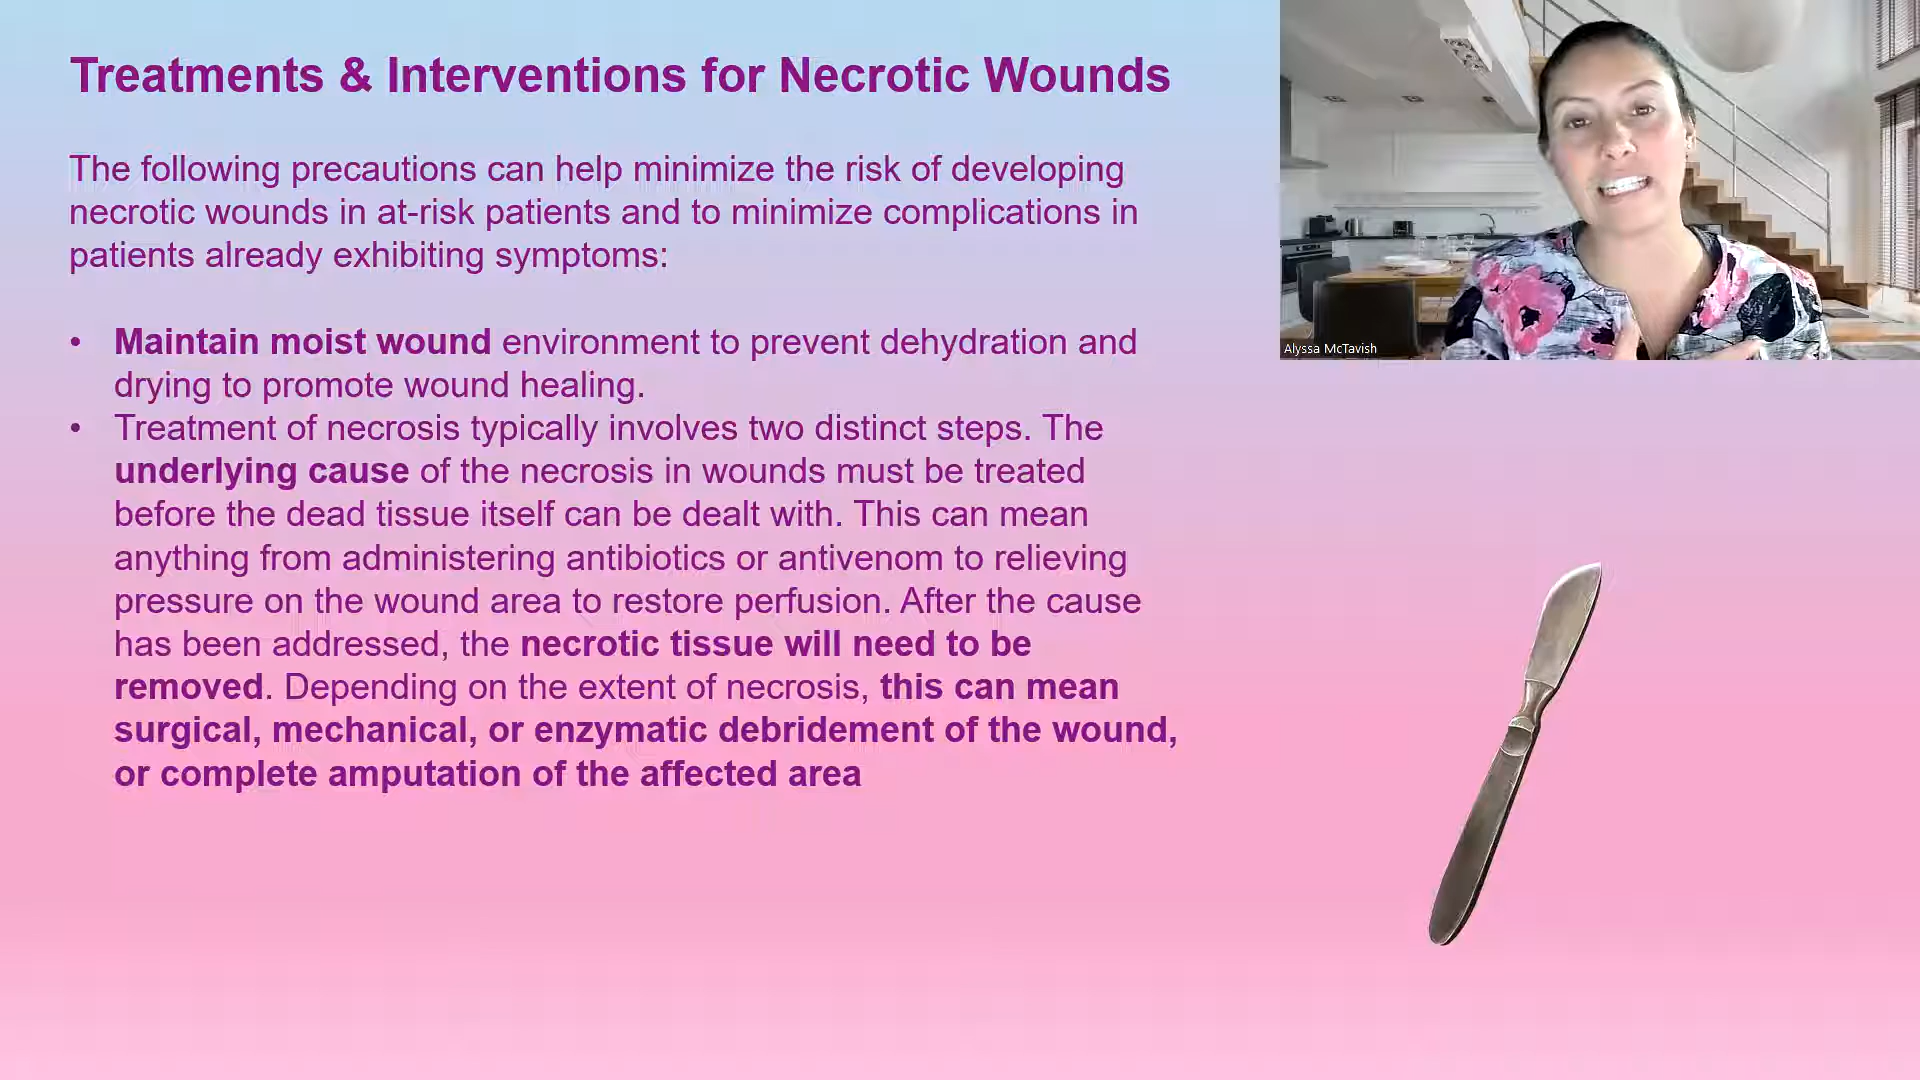 Treatments & Interventions for Necrotic Wounds
The following precautions can help minimize the risk of developing
necrotic wounds in at-risk patients and to minimize complications in
patients already exhibiting symptoms:
• Maintain moist wound environment to prevent dehydration and
drying to promote wound healing.
• Treatment of necrosis typically involves two distinct steps. The
underlying cause of the necrosis in wounds must be treated
before the dead tissue itself can be dealt with. This can mean
anything from administering antibiotics or antivenom to relieving
pressure on the wound area to restore perfusion. After the cause
has been addressed, the necrotic tissue will need to be
removed. Depending on the extent of necrosis, this can mean
surgical, mechanical, or enzymatic debridement of the wound,
or complete amputation of the affected area
Alyssa McTavish